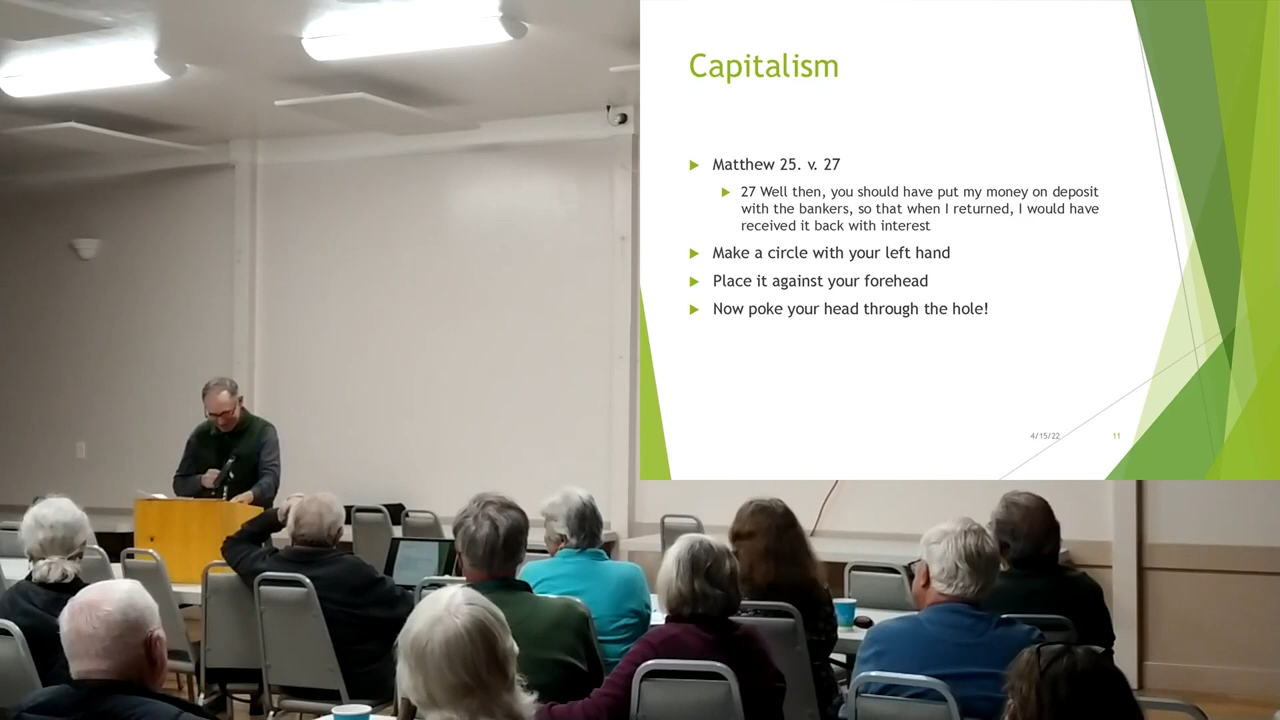 Capitalism
Matthew 25. v. 27
27 Well then, you should have put my money on deposit
with the bankers, so that when I returned, I would have
received it back with interest
Make a circle with your left hand
Place it against your forehead
Now poke your head through the hole!
4/15/22
11